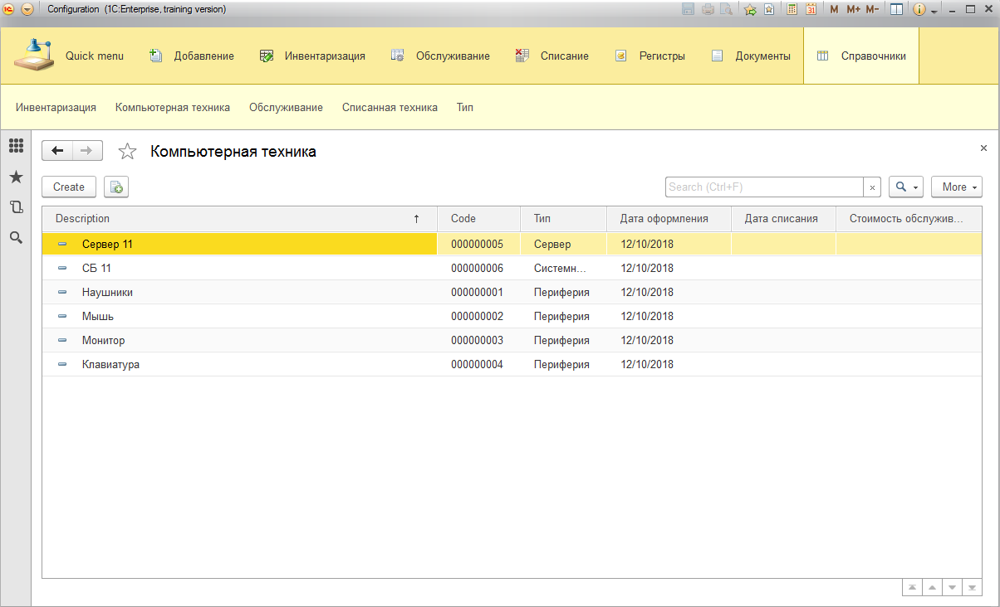 Configuration (1C:Enterprise, training version) M M+ M-
Quick menu Добавление Инвентаризация Обслуживание Списание Регистры Документы Справочники
Инвентаризация Компьютерная техника Обслуживание Списанная техника Тип
Компьютерная техника
Create Search (Ctrl+F) More
Description Code Тип Дата оформления Дата списания Стоимость обслужив...
Сервер 11 000000005 Сервер 12/10/2018
СБ 11 000000006 Системн... 12/10/2018
Наушники 000000001 Периферия 12/10/2018
Мышь 000000002 Периферия 12/10/2018
Монитор 000000003 Периферия 12/10/2018
Клавиатура 000000004 Периферия 12/10/2018